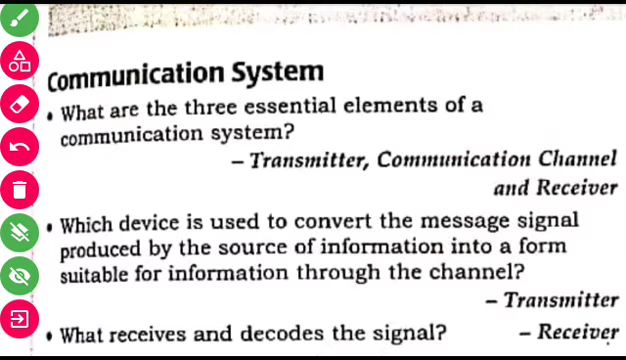 Communication System
• What are the three essential elements of a
communication system?
– Transmitter, Communication Channel
and Receiver
• Which device is used to convert the message signal
produced by the source of information into a form
suitable for information through the channel?
– Transmitter
• What receives and decodes the signal? – Receiver